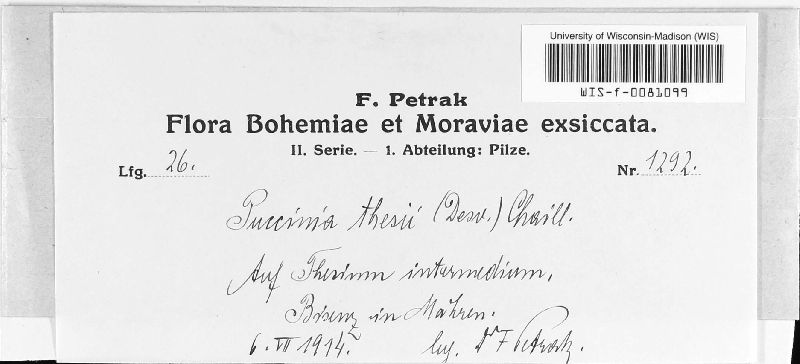 University of Wisconsin-Madison (WIS)
WIS-f-0081099
F. Petrak
Flora Bohemiae et Moraviae exsiccata.
II. Serie. — 1. Abteilung: Pilze.
Lfg. 26. Nr. 1292.
Puccinia thesii (Desv.) Chaill.
Auf Thesium intermedium,
Bisenz in Mähren.
6. VII 1914. leg. Dr F Petrak.